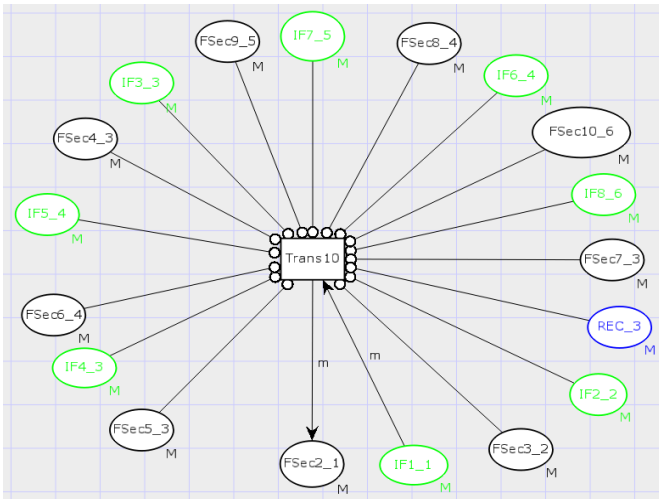 IF7_5
FSec9_5
M
M
FSec8_4
M
IF3_3
M
IF6_4
M
FSec4_3
M
FSec10_6
M
IF5_4
M
IF8_6
M
Trans10
FSec7_3
M
FSec6_4
M
REC_3
M
IF4_3
M
m
m
IF2_2
M
FSec5_3
M
FSec2_1
M
IF1_1
M
FSec3_2
M